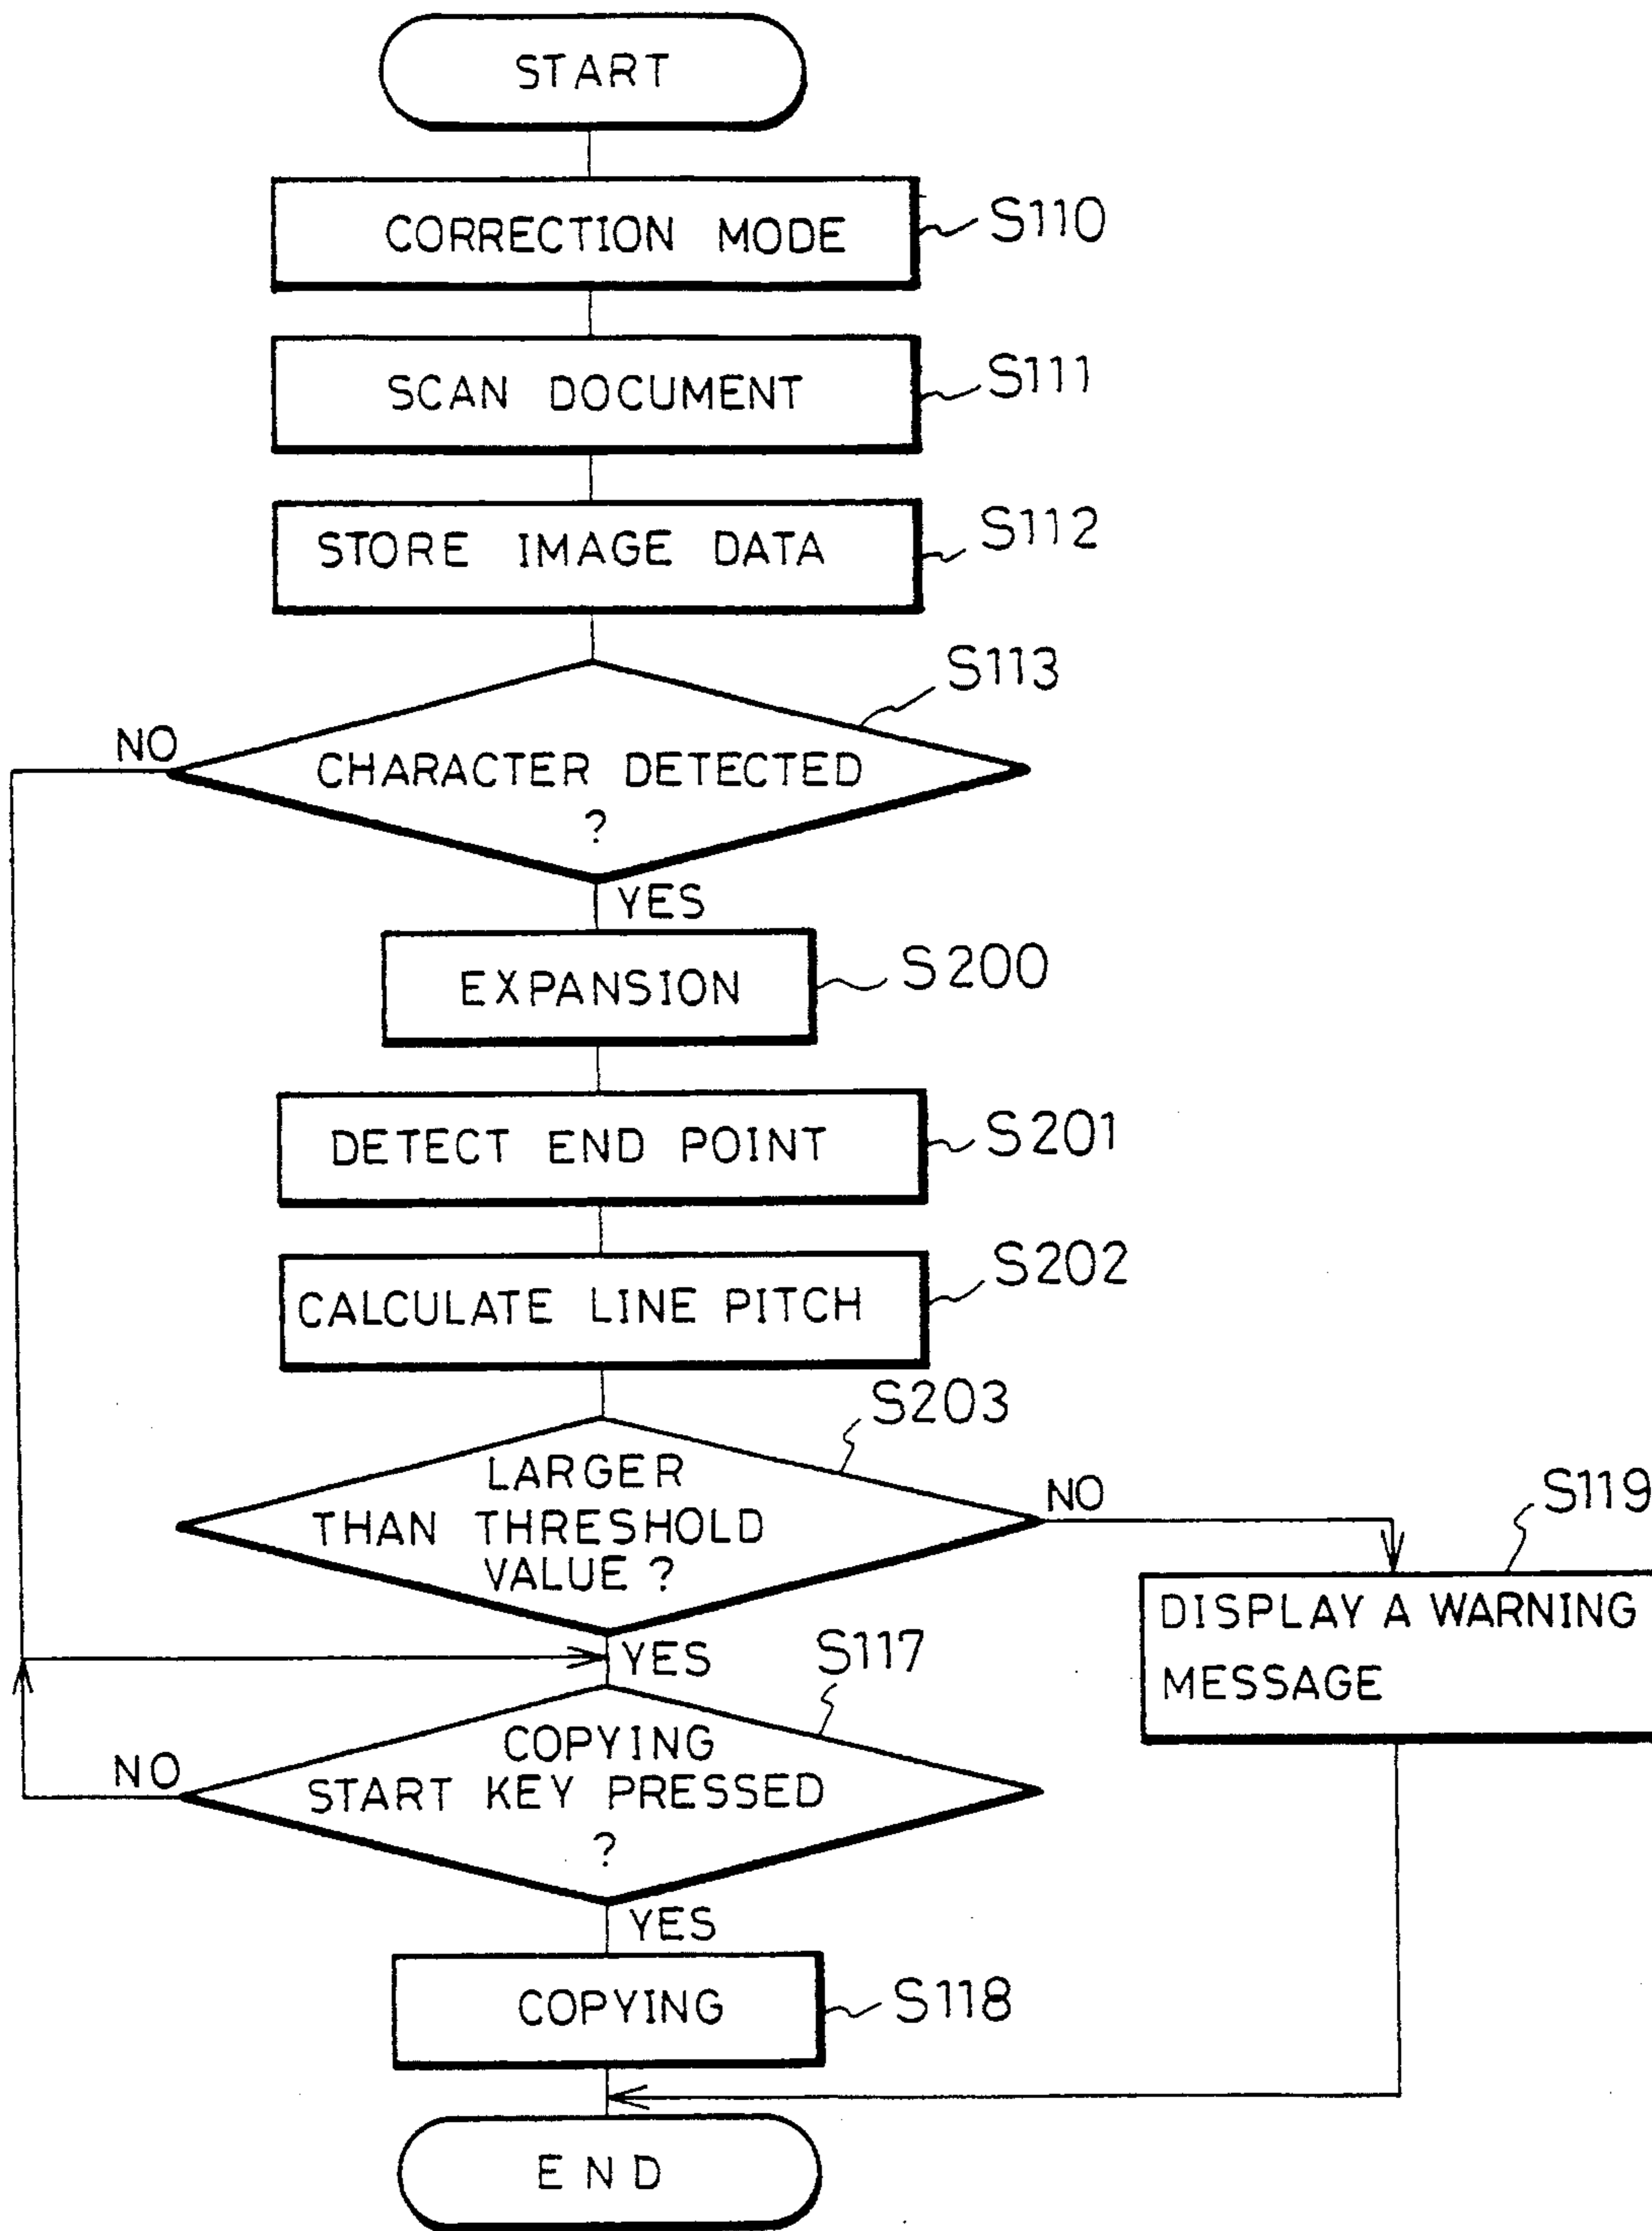 START
CORRECTION MODE
S110
SCAN DOCUMENT
S111
STORE IMAGE DATA
S112
S113
NO
CHARACTER DETECTED
?
YES
EXPANSION
S200
DETECT END POINT
S201
CALCULATE LINE PITCH
S202
S203
LARGER
THAN THRESHOLD
VALUE ?
NO
S119
DISPLAY A WARNING
MESSAGE
YES
S117
COPYING
START KEY PRESSED
?
NO
YES
COPYING
S118
END